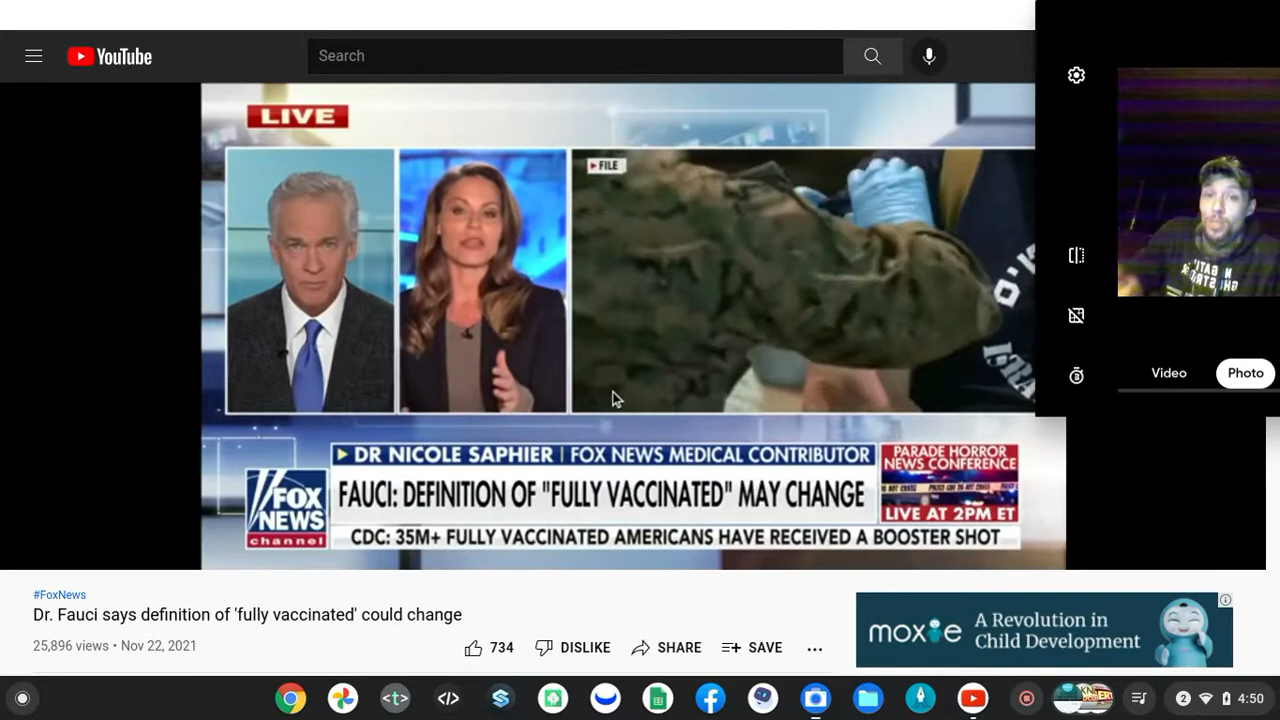 YouTube
Search
LIVE
FILE
Video
Photo
DR NICOLE SAPHIER | FOX NEWS MEDICAL CONTRIBUTOR
FAUCI: DEFINITION OF "FULLY VACCINATED" MAY CHANGE
CDC: 35M+ FULLY VACCINATED AMERICANS HAVE RECEIVED A BOOSTER SHOT
FOX
NEWS
channel
PARADE HORROR
NEWS CONFERENCE
LIVE AT 2PM ET
#FoxNews
Dr. Fauci says definition of 'fully vaccinated' could change
25,896 views • Nov 22, 2021
734
DISLIKE
SHARE
SAVE
moxie
A Revolution in
Child Development
2
4:50